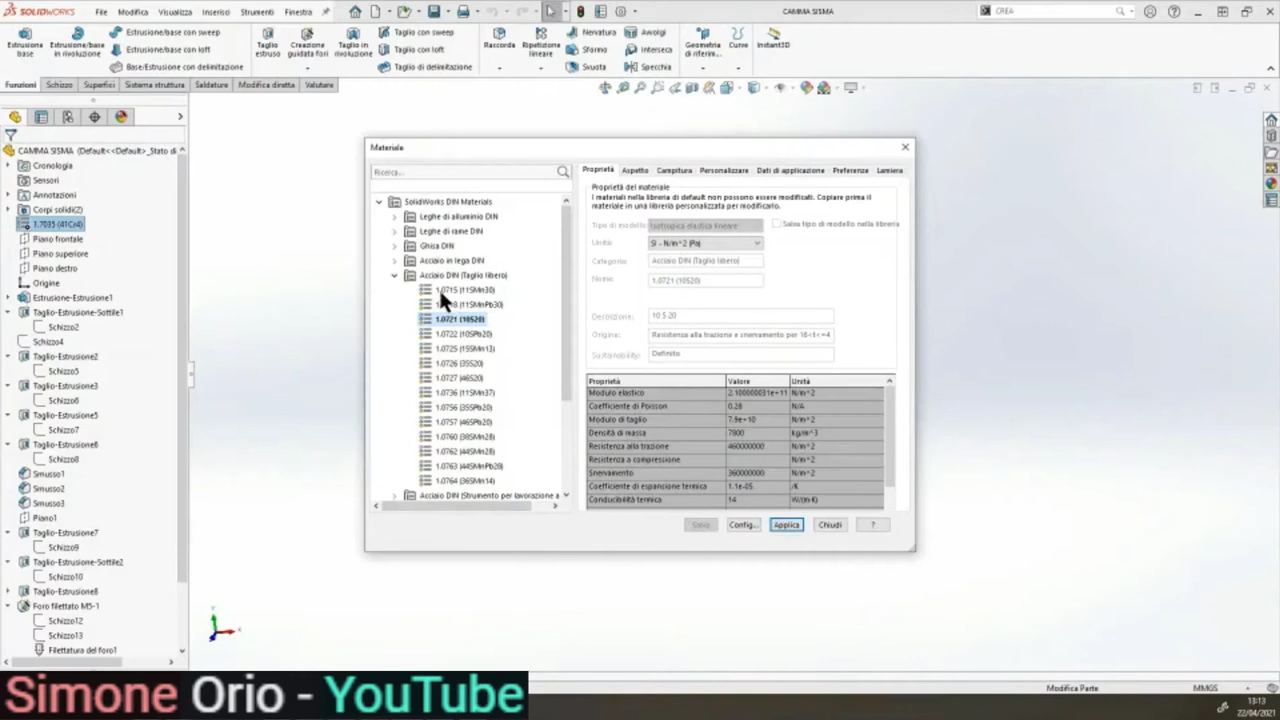 SOLIDWORKS File Modifica Visualizza Inserisci Strumenti Finestra CAMMA SISMA CREA
Estrusione base
Estrusione/base in rivoluzione
Estrusione/base con sweep
Estrusione/base con loft
Base/Estrusione con delimitazione
Taglio estruso
Creazione guidata fori
Taglio in rivoluzione
Taglio con sweep
Taglio con loft
Taglio di delimitazione
Raccorda
Ripetizione lineare
Nervatura
Sformo
Svuota
Avvolgi
Interseca
Specchia
Geometria di riferim...
Curve
Instant3D
Funzioni Schizzo Superfici Sistema struttura Modifica diretta Saldature Valutare
CAMMA SISMA (Default<<Default>_Stato di
Cronologia
Sensori
Annotazioni
Corpi solidi(2)
1.7035 (41Cr4)
Piano frontale
Piano superiore
Piano destro
Origine
Estrusione-Estrusione1
Taglio-Estrusione-Sottile1
Schizzo2
Schizzo4
Taglio-Estrusione2
Schizzo5
Taglio-Estrusione3
Schizzo6
Taglio-Estrusione5
Schizzo7
Taglio-Estrusione6
Schizzo8
Smusso1
Smusso2
Smusso3
Piano1
Taglio-Estrusione7
Schizzo9
Taglio-Estrusione-Sottile2
Schizzo10
Taglio-Estrusione8
Foro filettato M5-1
Schizzo12
Schizzo13
Filettatura del foro1
Materiale
Ricerca...
SolidWorks DIN Materials
Leghe di alluminio DIN
Leghe di rame DIN
Ghisa DIN
Acciaio in lega DIN
Acciaio DIN (Taglio libero)
1.0715 (11SMn30)
(11SMnPb30)
1.0721 (10S20)
1.0722 (10SPb20)
1.0725 (15SMn13)
1.0726 (35S20)
1.0727 (46S20)
1.0736 (11SMn37)
1.0756 (35SPb20)
1.0757 (46SPb20)
1.0760 (38SMn28)
1.0762 (44SMn28)
1.0763 (44SMnPb28)
1.0764 (36SMn14)
Acciaio DIN (Strumento per lavorazione a
Proprietà Aspetto Campitura Personalizzare Dati di applicazione Preferenze Lamiera
Proprietà del materiale
I materiali nella libreria di default non possono essere modificati. Copiare prima il
materiale in una libreria personalizzata per modificarlo.
Tipo di modello: Isotropica elastica lineare Salva tipo di modello nella libreria
Unità: SI - N/m^2 (Pa)
Categoria: Acciaio DIN (Taglio libero)
Nome: 1.0721 (10S20)
Descrizione: 10 S 20
Origine: Resistenza alla trazione e snervamento per 16<t<=4
Sustainability: Definito
Proprietà Valore Unità
Modulo elastico 2.100000031e+11 N/m^2
Coefficiente di Poisson 0.28 N/A
Modulo di taglio 7.9e+10 N/m^2
Densità di massa 7800 kg/m^3
Resistenza alla trazione 460000000 N/m^2
Resistenza a compressione N/m^2
Snervamento 360000000 N/m^2
Coefficiente di espansione termica 1.1e-05 /K
Conducibilità termica 14 W/(m·K)
Salva Config... Applica Chiudi ?
Modifica Parte MMGS
Simone Orio - YouTube
13:13
22/04/2021